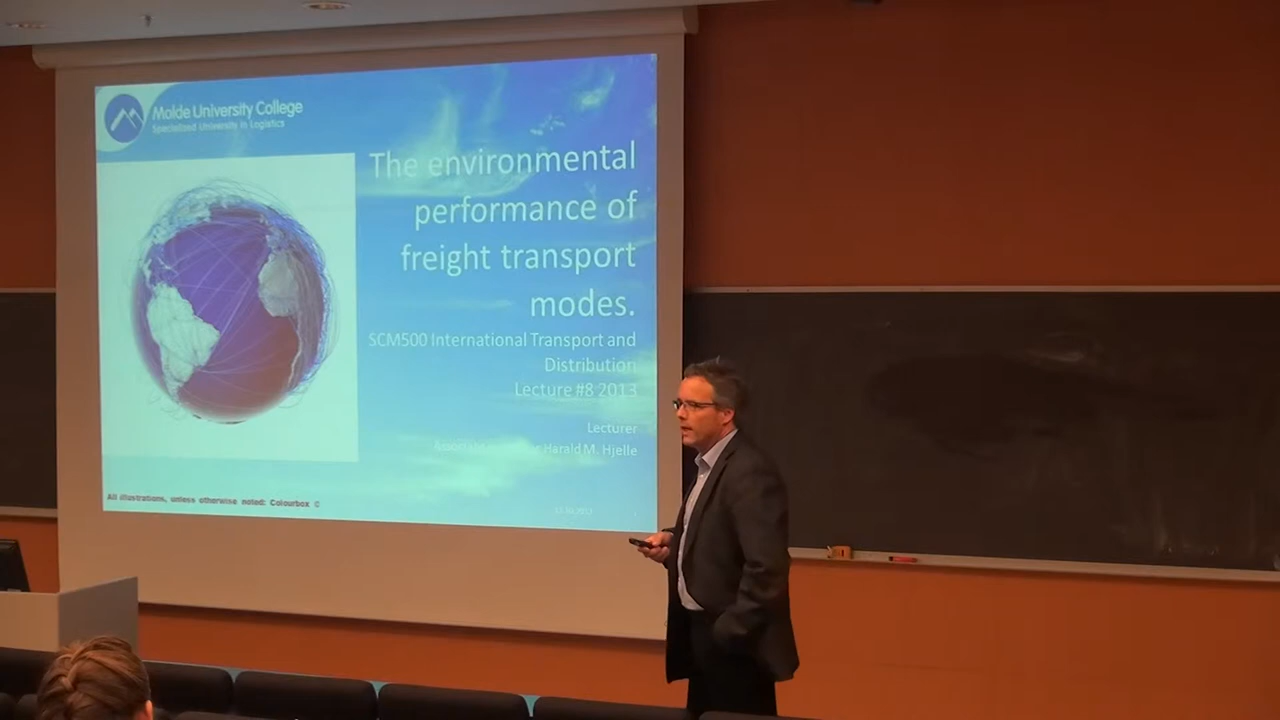 Molde University College
Specialized University in Logistics
The environmental
performance of
freight transport
modes.
SCM500 International Transport and
Distribution
Lecture #8 2013
Lecturer
Harald M. Hjelle
All illustrations, unless otherwise noted: Colourbox ©